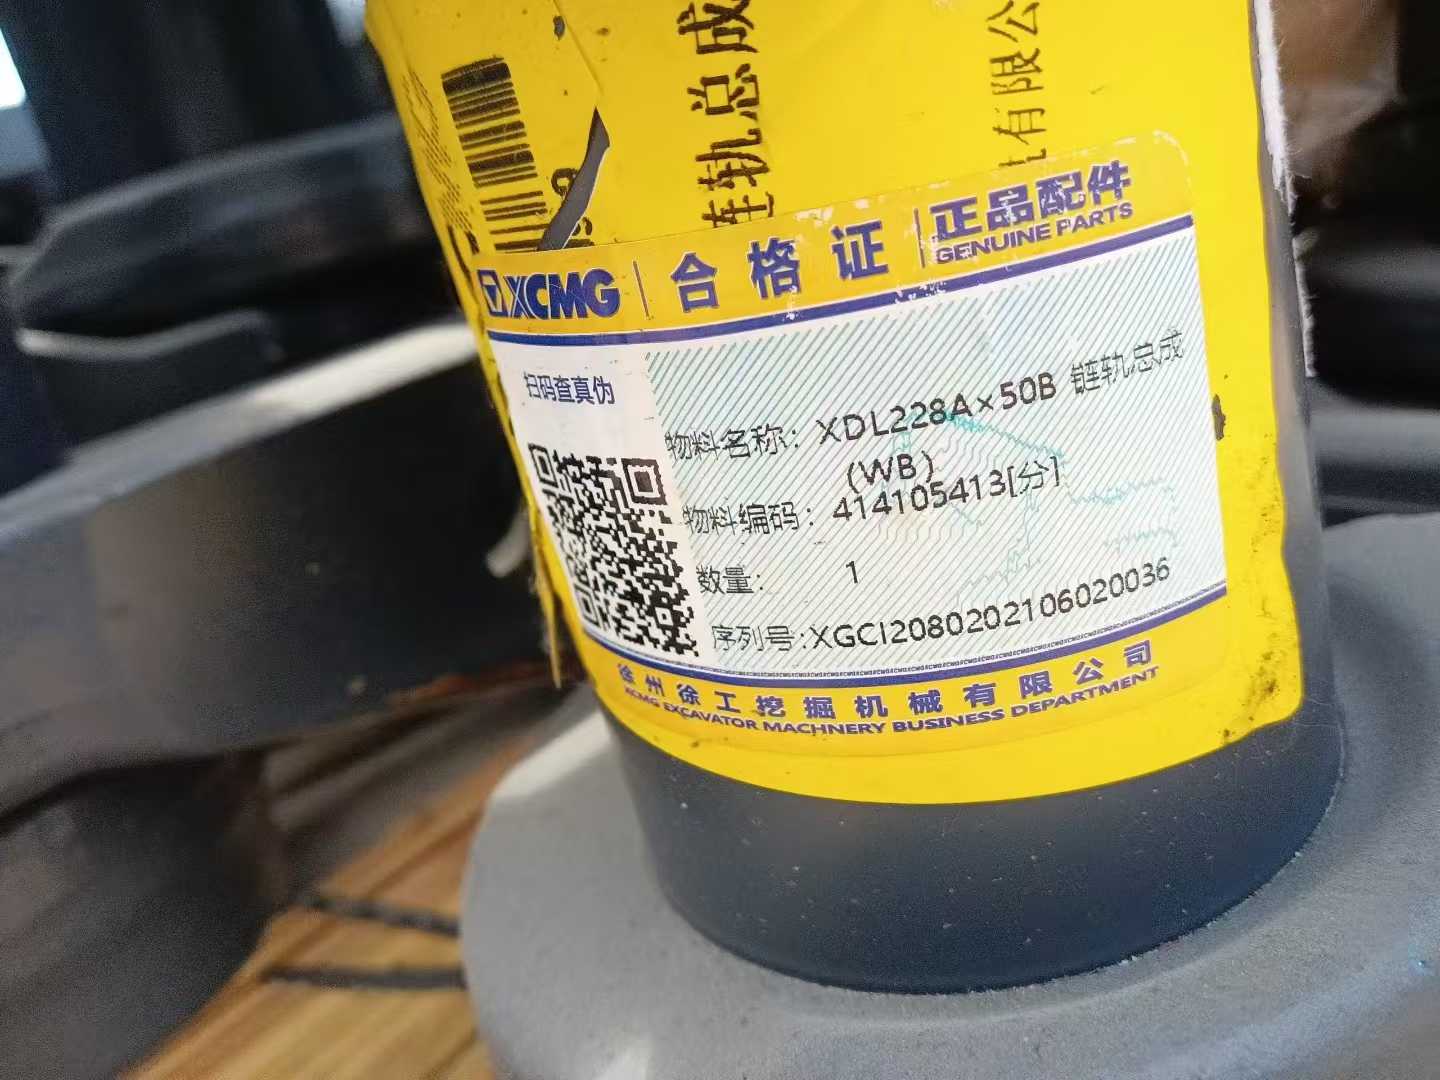 链轨总成
有限公
XCMG 合格证 正品配件
GENUINE PARTS
扫码查真伪
物料名称: XDL228A×50B 链轨总成
(WB)
物料编码: 414105413[分]
数量: 1
序列号:XGCI2080202106020036
徐州徐工挖掘机械有限公司
XCMG EXCAVATOR MACHINERY BUSINESS DEPARTMENT